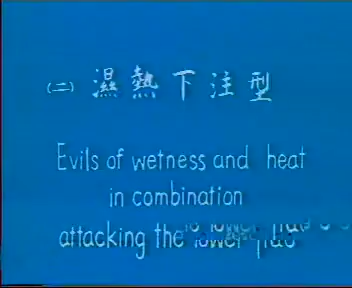 (二) 濕熱下注型
Evils of wetness and heat
in combination
attacking the lower